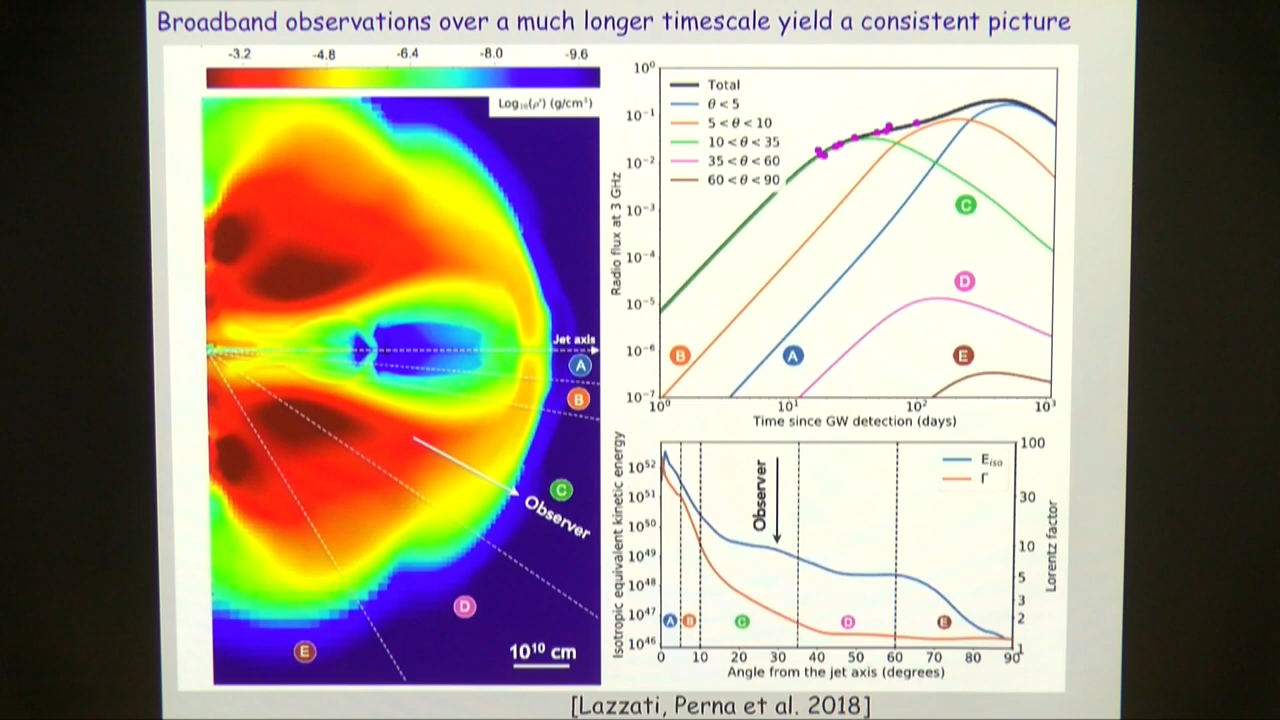 Broadband observations over a much longer timescale yield a consistent picture
-3.2 -4.8 -6.4 -8.0 -9.6
Log₁₀(ρ') (g/cm³)
Jet axis
A
B
C
Observer
D
E
10¹⁰ cm
Radio flux at 3 GHz
10⁰
10⁻¹
10⁻²
10⁻³
10⁻⁴
10⁻⁵
10⁻⁶
10⁻⁷
Total
θ < 5
5 < θ < 10
10 < θ < 35
35 < θ < 60
60 < θ < 90
C
D
B
A
E
10⁰ 10¹ 10² 10³
Time since GW detection (days)
Isotropic equivalent kinetic energy
10⁵²
10⁵¹
10⁵⁰
10⁴⁹
10⁴⁸
10⁴⁷
10⁴⁶
Observer
E_iso
Γ
A B C D E
100
30
10
5
3
2
1
Lorentz factor
0 10 20 30 40 50 60 70 80 90
Angle from the jet axis (degrees)
[Lazzati, Perna et al. 2018]